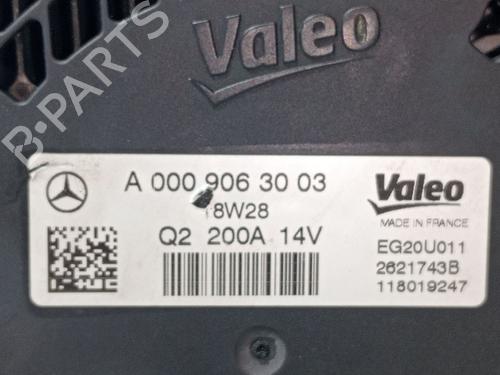 Valeo
B-PARTS
A 000 906 30 03
18W28
Q2 200A 14V
Valeo
MADE IN FRANCE
EG20U011
2621743B
118019247